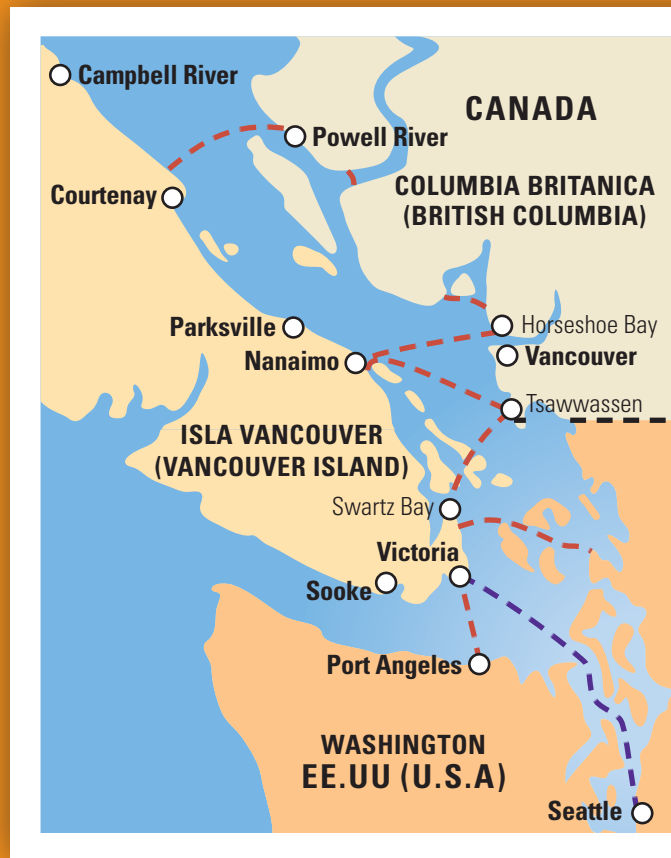 Campbell River
CANADA
Powell River
COLUMBIA BRITANICA
(BRITISH COLUMBIA)
Courtenay
Parksville
Horseshoe Bay
Nanaimo
Vancouver
Tsawwassen
ISLA VANCOUVER
(VANCOUVER ISLAND)
Swartz Bay
Victoria
Sooke
Port Angeles
WASHINGTON
EE.UU (U.S.A)
Seattle